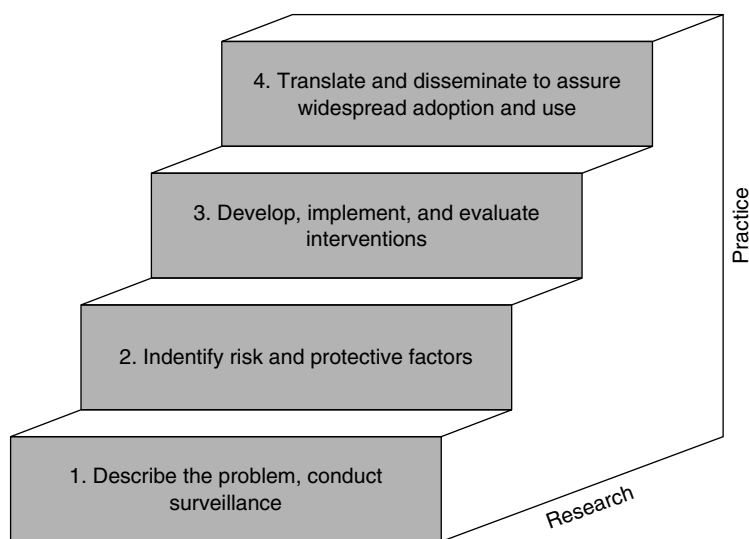 4. Translate and disseminate to assure
widespread adoption and use
3. Develop, implement, and evaluate
interventions
2. Indentify risk and protective factors
1. Describe the problem, conduct
surveillance
Practice
Research